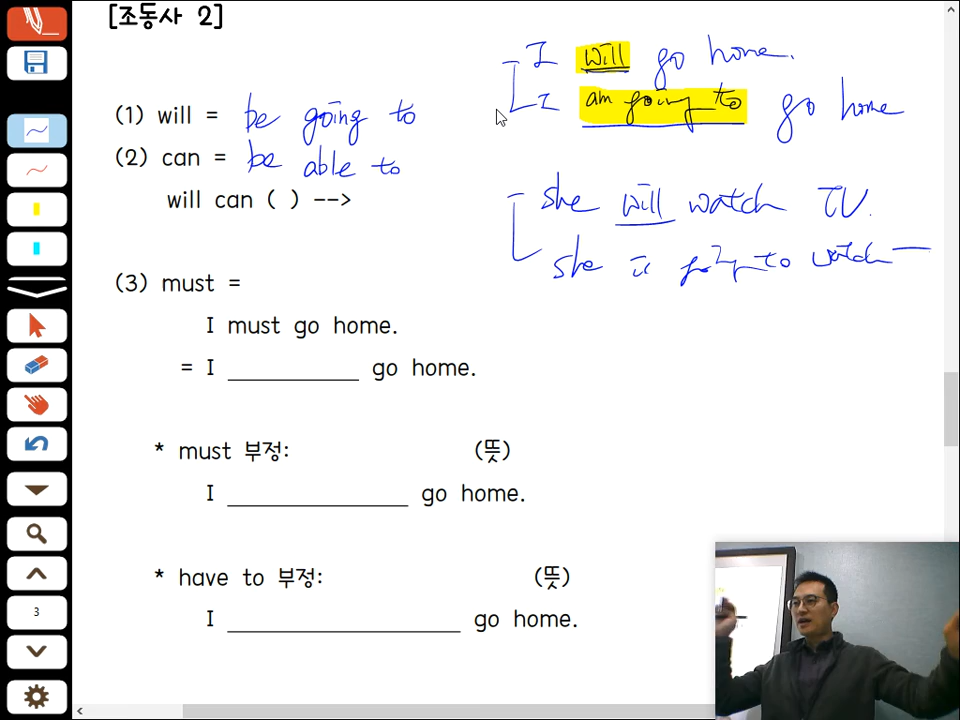 [조동사 2]
I will go home.
(1) will = be going to
I am going to go home
(2) can = be able to
will can ( ) -->
she will watch TV.
she is going to watch —
(3) must =
I must go home.
= I __________ go home.
* must 부정: (뜻)
I ______________ go home.
* have to 부정: (뜻)
I __________________ go home.
3